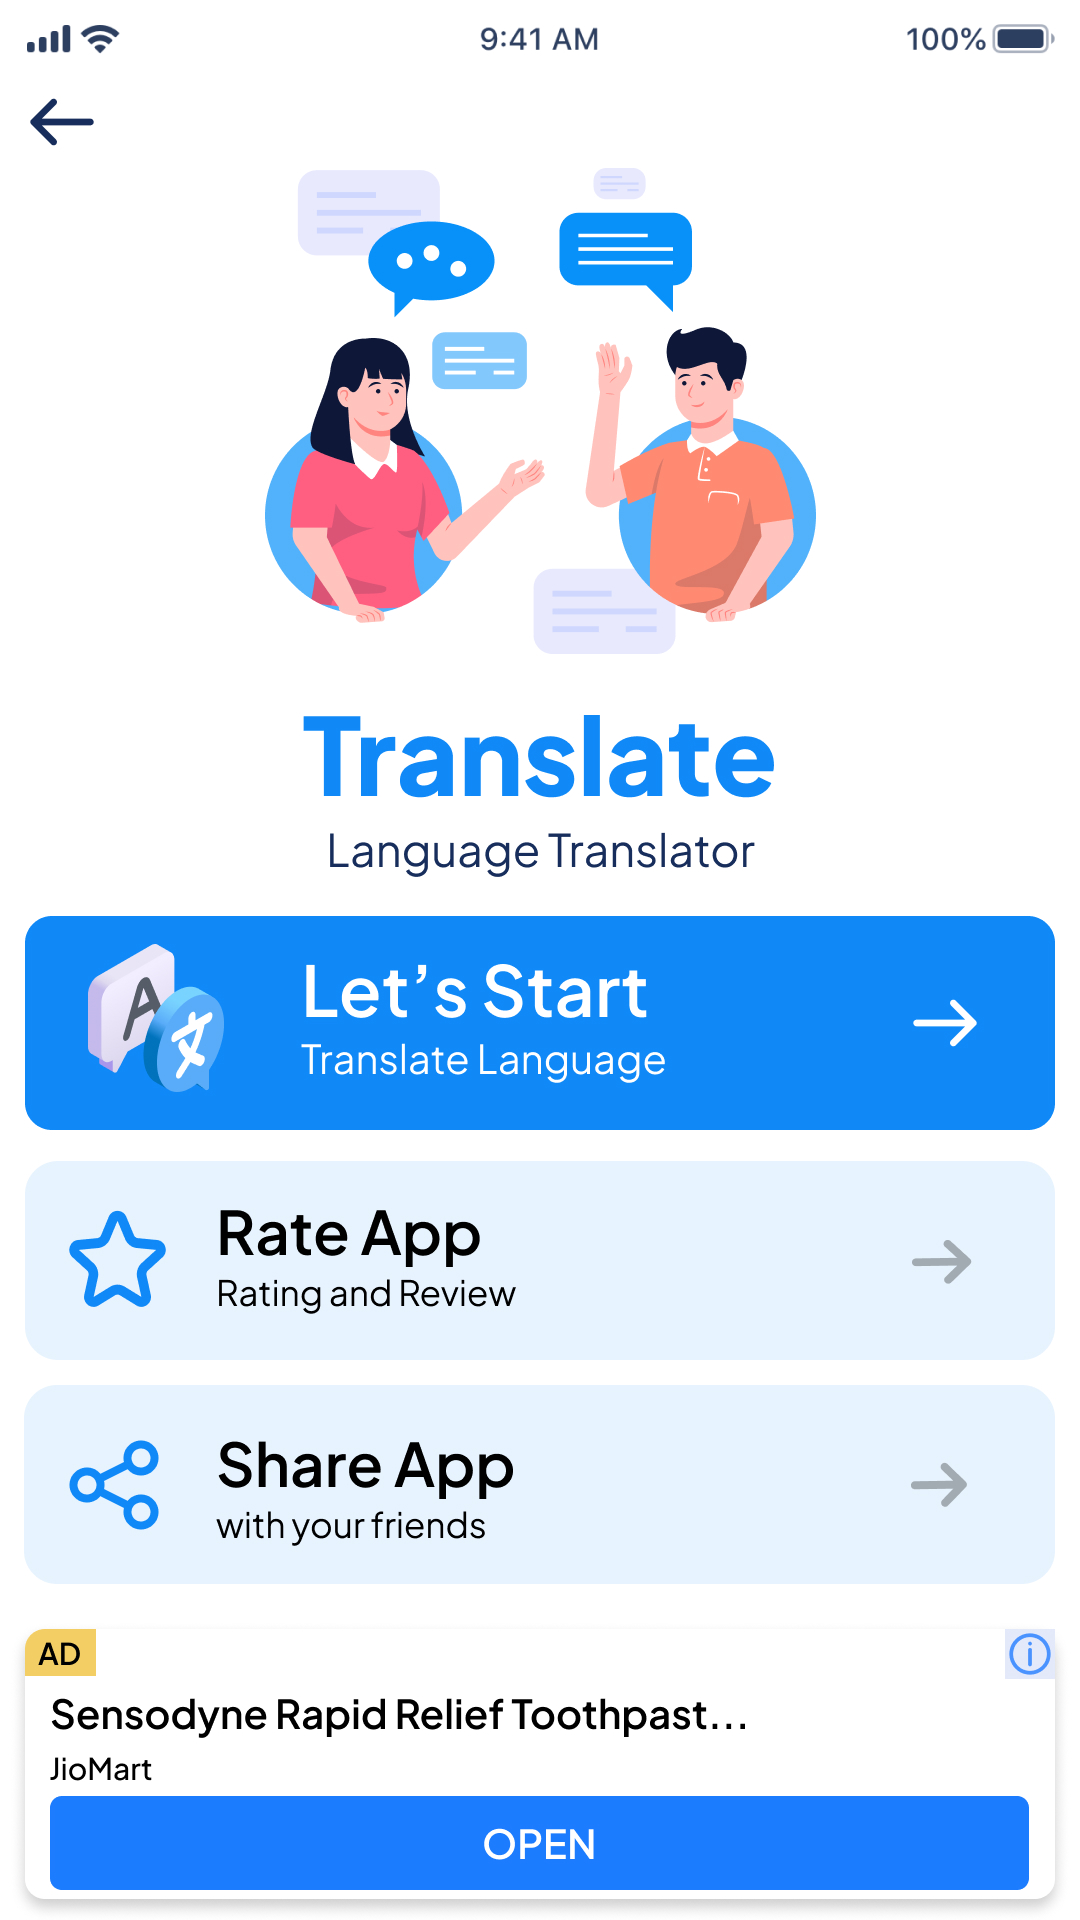 9:41 AM
100%
Translate
Language Translator
A 文
Let’s Start
Translate Language
Rate App
Rating and Review
Share App
with your friends
AD
Sensodyne Rapid Relief Toothpast...
JioMart
OPEN